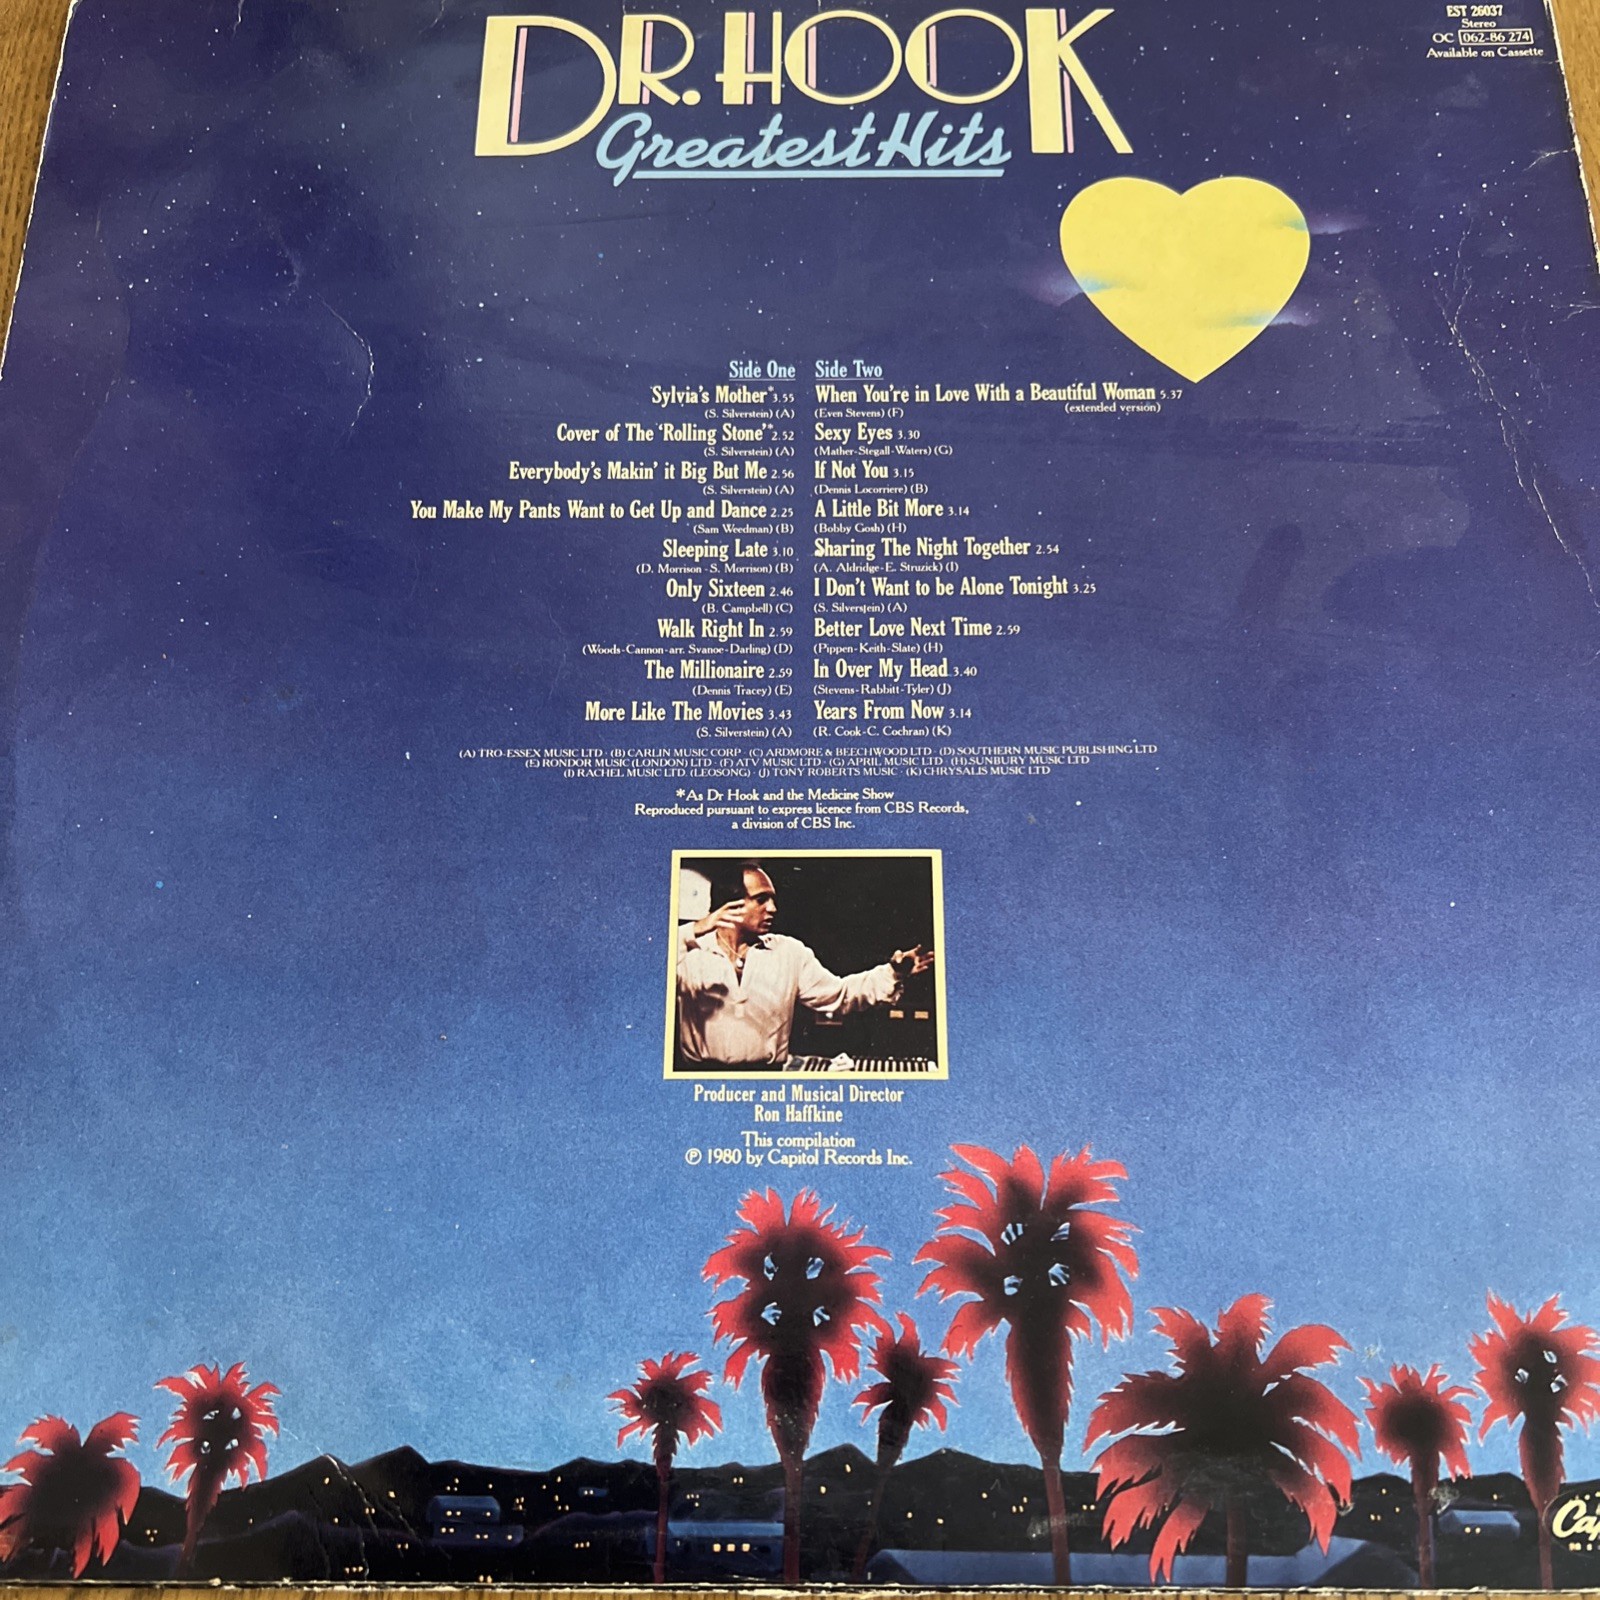 DR. HOOK
Greatest Hits
EST 26037
Stereo
OC 062-86 274
Available on Cassette
Side One
Sylvia's Mother* 3.55
(S. Silverstein) (A)
Cover of The 'Rolling Stone'* 2.52
(S. Silverstein) (A)
Everybody's Makin' it Big But Me 2.56
(S. Silverstein) (A)
You Make My Pants Want to Get Up and Dance 2.25
(Sam Weedman) (B)
Sleeping Late 3.10
(D. Morrison - S. Morrison) (B)
Only Sixteen 2.46
(B. Campbell) (C)
Walk Right In 2.59
(Woods-Cannon-arr. Svanoe-Darling) (D)
The Millionaire 2.59
(Dennis Tracey) (E)
More Like The Movies 3.43
(S. Silverstein) (A)
Side Two
When You're in Love With a Beautiful Woman 5.37
(extended version)
(Even Stevens) (F)
Sexy Eyes 3.30
(Mather-Stegall-Waters) (G)
If Not You 3.15
(Dennis Locorriere) (B)
A Little Bit More 3.14
(Bobby Gosh) (H)
Sharing The Night Together 2.54
(A. Aldridge-E. Struzick) (I)
I Don't Want to be Alone Tonight 3.25
(S. Silverstein) (A)
Better Love Next Time 2.59
(Pippen-Keith-Slate) (H)
In Over My Head 3.40
(Stevens-Rabbitt-Tyler) (J)
Years From Now 3.14
(R. Cook-C. Cochran) (K)
(A) TRO-ESSEX MUSIC LTD · (B) CARLIN MUSIC CORP · (C) ARDMORE & BEECHWOOD LTD · (D) SOUTHERN MUSIC PUBLISHING LTD
(E) RONDOR MUSIC (LONDON) LTD · (F) ATV MUSIC LTD · (G) APRIL MUSIC LTD · (H) SUNBURY MUSIC LTD
(I) RACHEL MUSIC LTD. (LEOSONG) · (J) TONY ROBERTS MUSIC · (K) CHRYSALIS MUSIC LTD
*As Dr Hook and the Medicine Show
Reproduced pursuant to express licence from CBS Records,
a division of CBS Inc.
Producer and Musical Director
Ron Haffkine
This compilation
℗ 1980 by Capitol Records Inc.